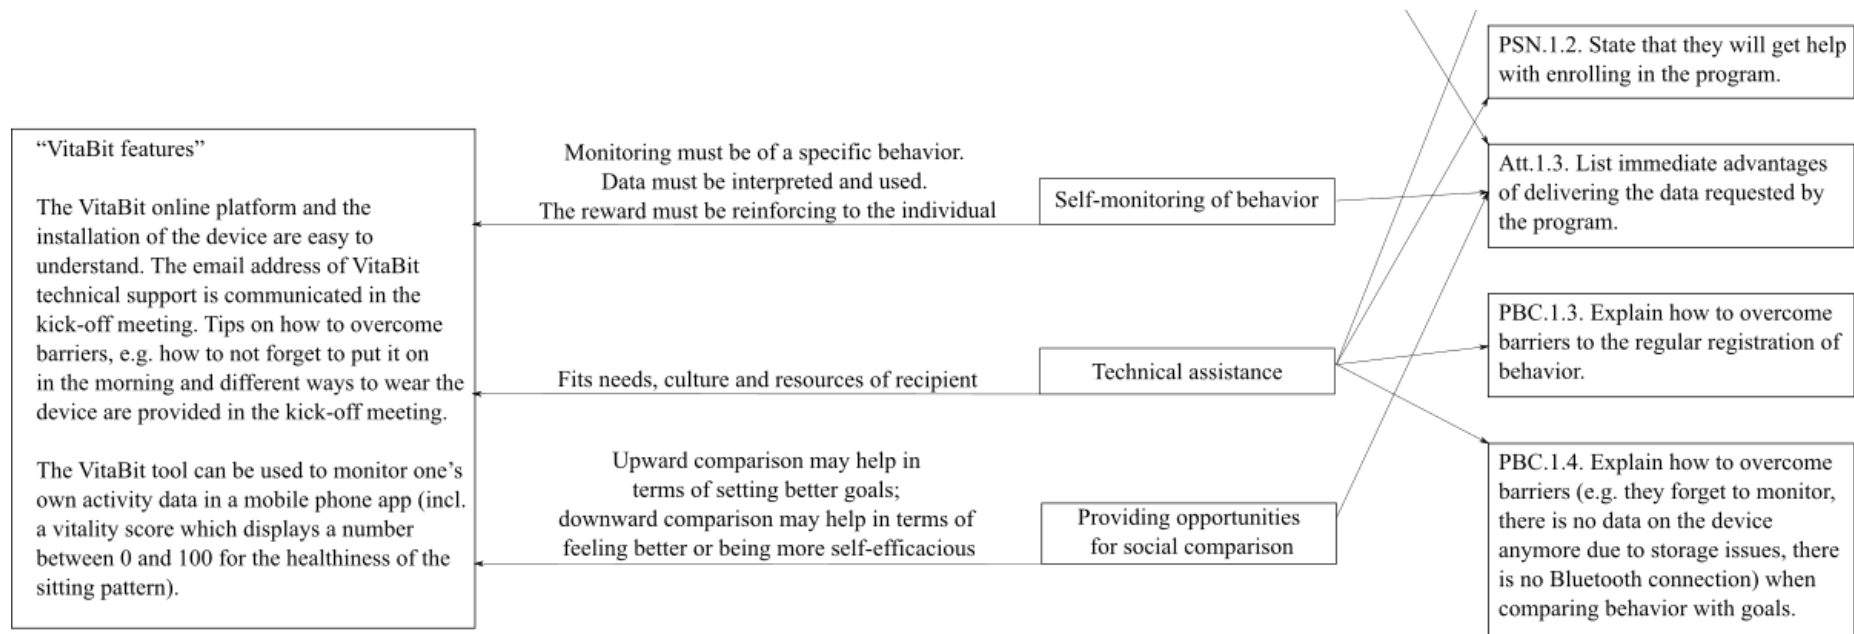 “VitaBit features”
The VitaBit online platform and the
installation of the device are easy to
understand. The email address of VitaBit
technical support is communicated in the
kick-off meeting. Tips on how to overcome
barriers, e.g. how to not forget to put it on
in the morning and different ways to wear the
device are provided in the kick-off meeting.
The VitaBit tool can be used to monitor one’s
own activity data in a mobile phone app (incl.
a vitality score which displays a number
between 0 and 100 for the healthiness of the
sitting pattern).
Monitoring must be of a specific behavior.
Data must be interpreted and used.
The reward must be reinforcing to the individual
Fits needs, culture and resources of recipient
Upward comparison may help in
terms of setting better goals;
downward comparison may help in terms of
feeling better or being more self-efficacious
Self-monitoring of behavior
Technical assistance
Providing opportunities
for social comparison
PSN.1.2. State that they will get help
with enrolling in the program.
Att.1.3. List immediate advantages
of delivering the data requested by
the program.
PBC.1.3. Explain how to overcome
barriers to the regular registration of
behavior.
PBC.1.4. Explain how to overcome
barriers (e.g. they forget to monitor,
there is no data on the device
anymore due to storage issues, there
is no Bluetooth connection) when
comparing behavior with goals.